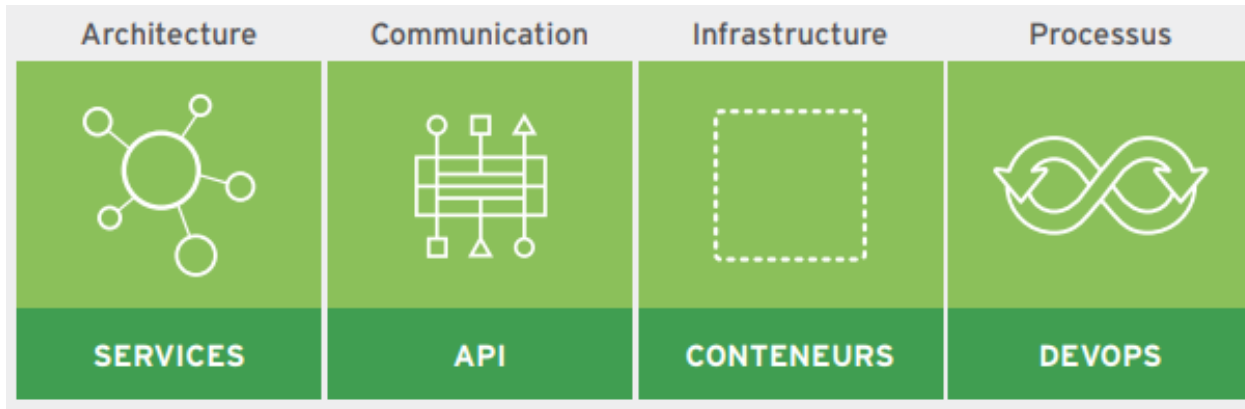 Architecture
Communication
Infrastructure
Processus
SERVICES
API
CONTENEURS
DEVOPS